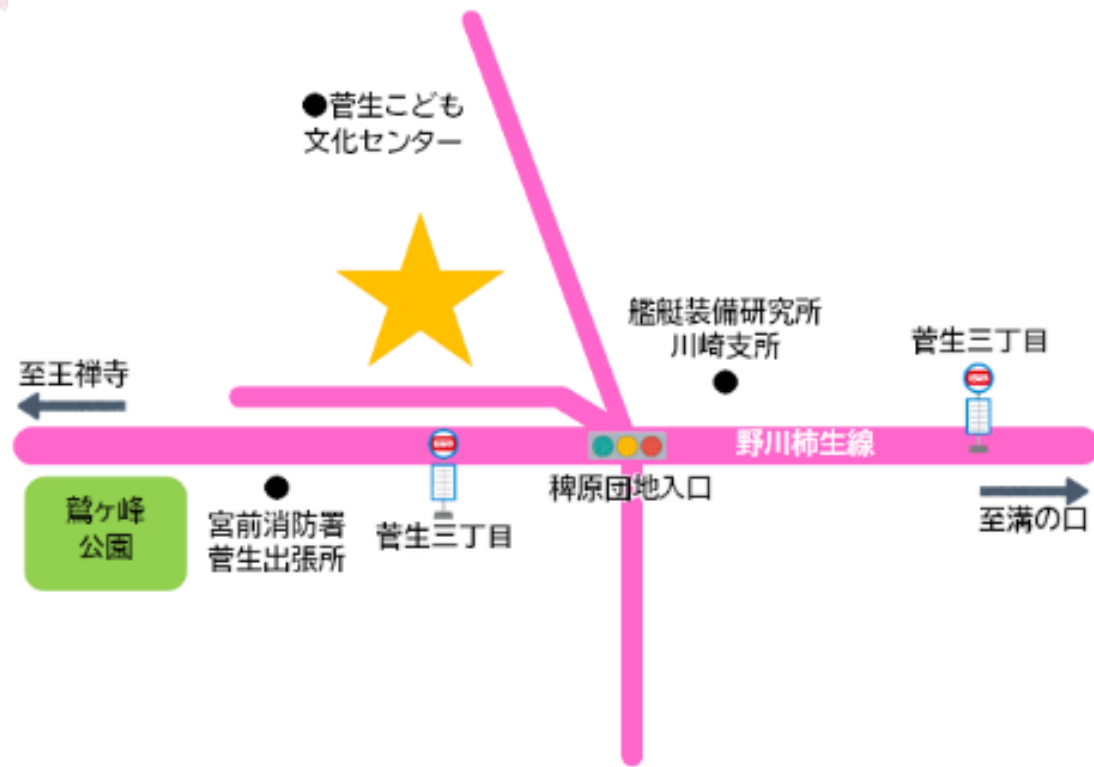 ●菅生こども
文化センター
艦艇装備研究所
川崎支所
菅生三丁目
至王禅寺
野川柿生線
稗原団地入口
鷲ヶ峰
公園
宮前消防署
菅生出張所
菅生三丁目
至溝の口